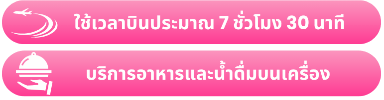 ใช้เวลาบินประมาณ 7 ชั่วโมง 30 นาที
บริการอาหารและน้ำดื่มบนเครื่อง